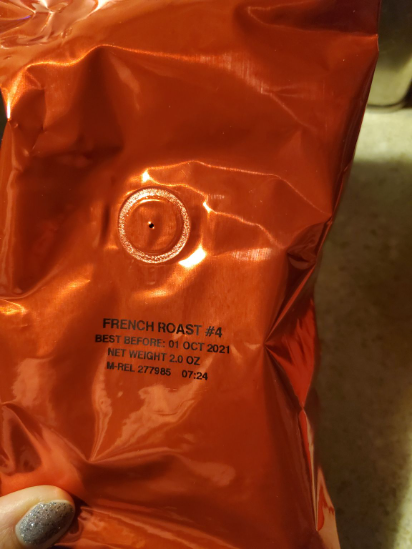 FRENCH ROAST #4
BEST BEFORE: 01 OCT 2021
NET WEIGHT 2.0 OZ
M-REL 277985 07:24